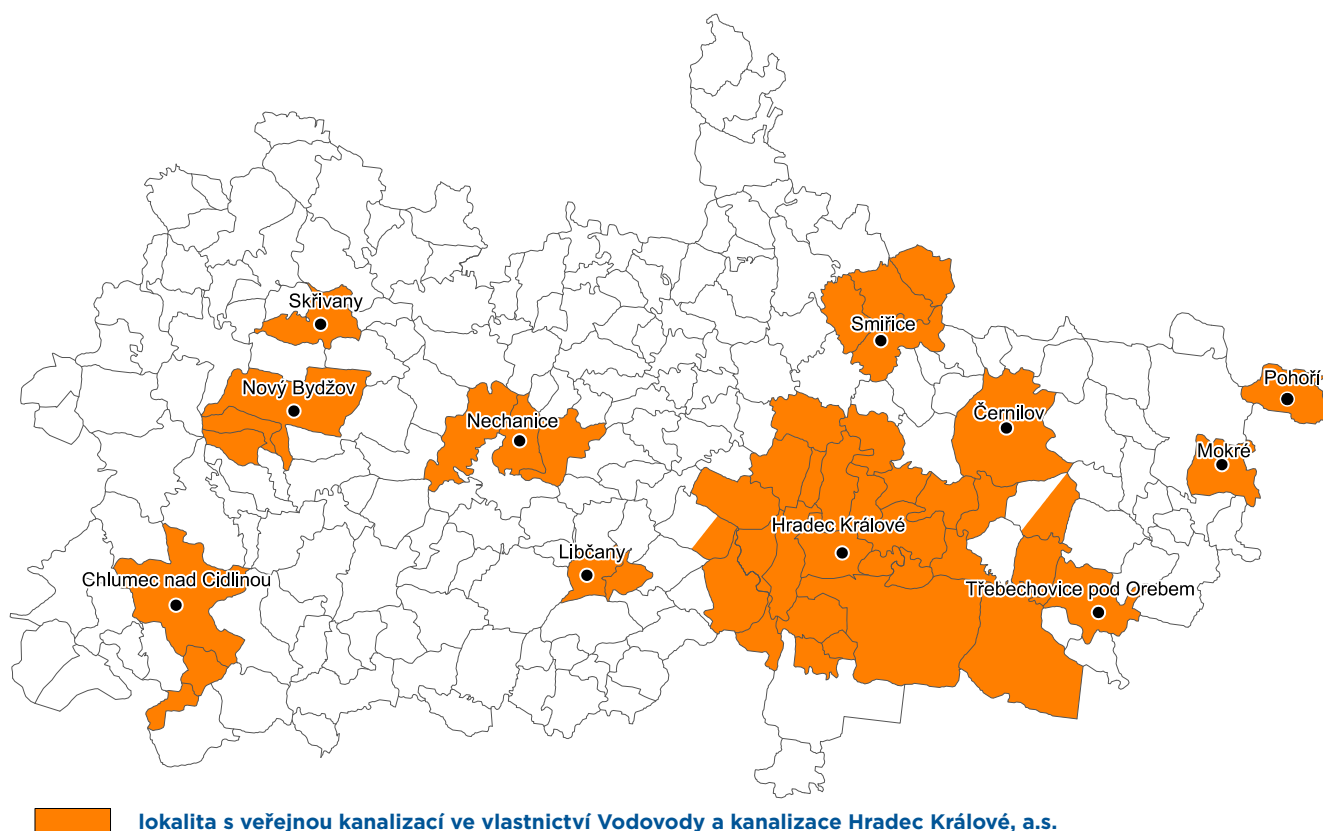 Skřivany
Smiřice
Nový Bydžov
Pohoří
Nechanice
Černilov
Mokré
Hradec Králové
Libčany
Chlumec nad Cidlinou
Třebechovice pod Orebem
lokalita s veřejnou kanalizací ve vlastnictví Vodovody a kanalizace Hradec Králové, a.s.